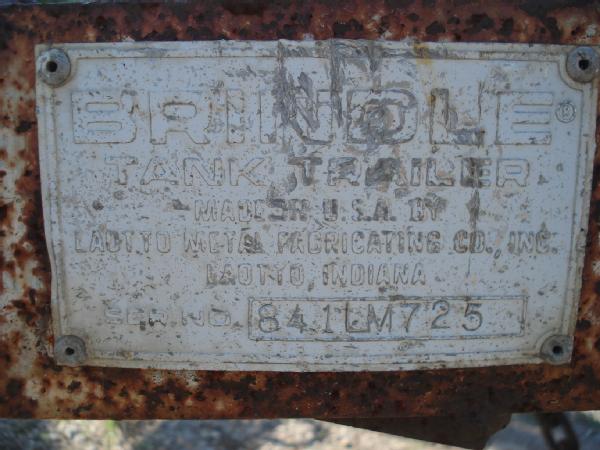 BRINDLE ®
TANK TRAILER
MADE IN U.S.A. BY
LAOTTO METAL FABRICATING CO., INC.
LAOTTO, INDIANA
SER NO. 841LM725